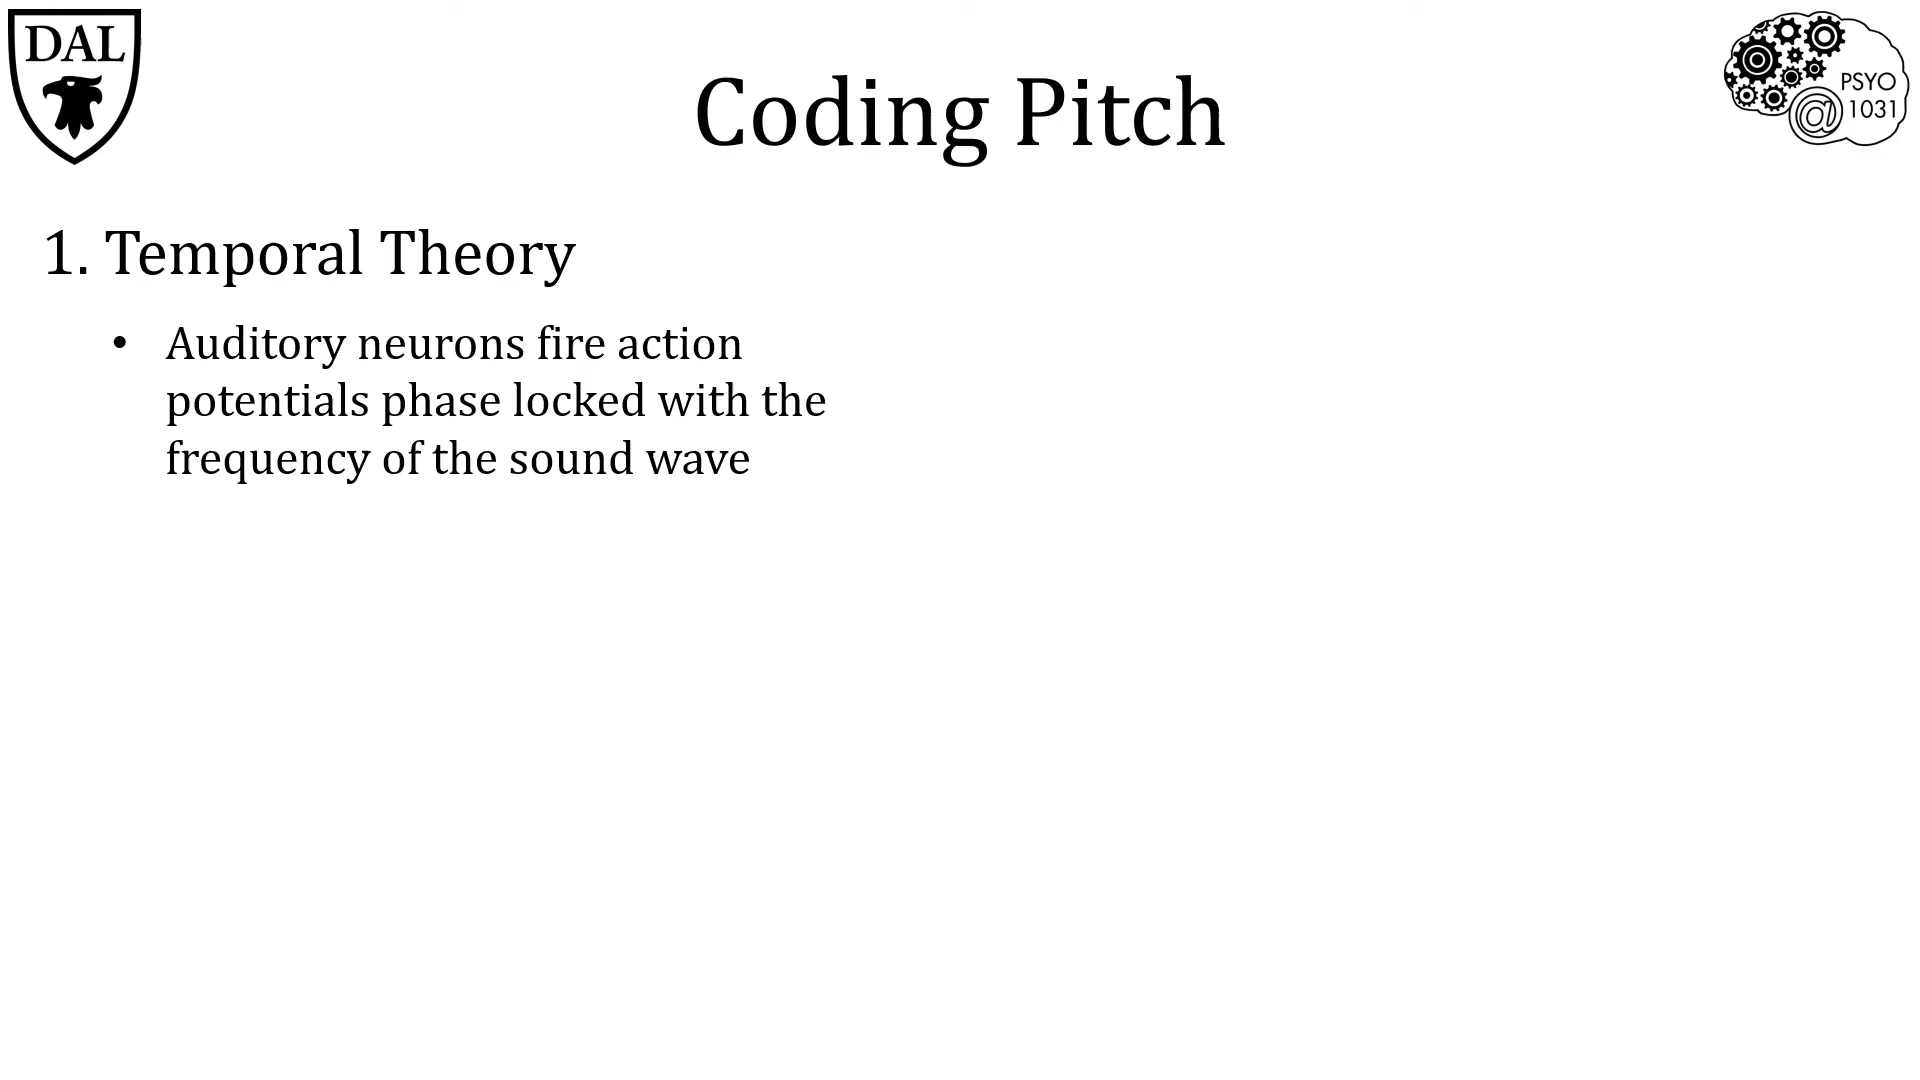 DAL
Coding Pitch
PSYO
@ 1031
1. Temporal Theory
• Auditory neurons fire action
potentials phase locked with the
frequency of the sound wave